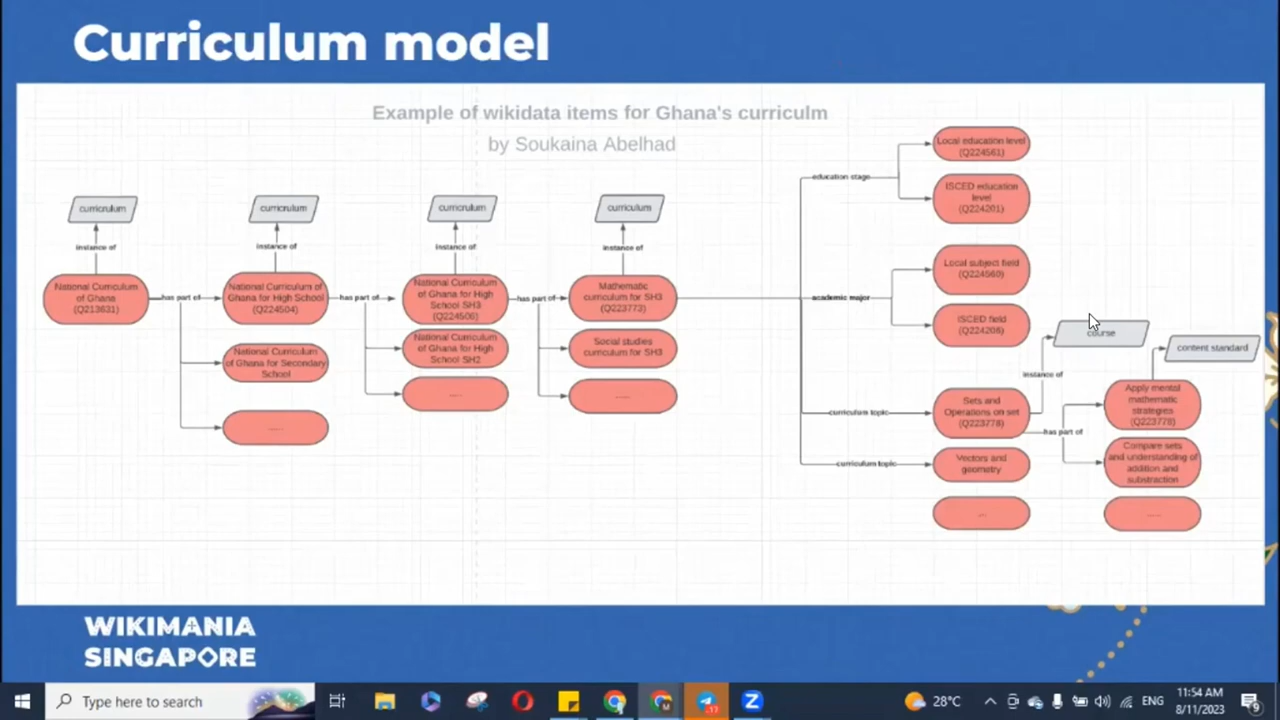 Curriculum model
Example of wikidata items for Ghana's curriculm
by Soukaina Abelhad
curriculum
curriculum
curriculum
curriculum
instance of
instance of
instance of
instance of
National Curriculum
of Ghana
(Q213631)
has part of
National Curriculum of
Ghana for High School
(Q224504)
National Curriculum
of Ghana for Secondary
School
......
has part of
National Curriculum
of Ghana for High
School SH3
(Q224506)
National Curriculum
of Ghana for High
School SH2
......
has part of
Mathematic
curriculum for SH3
(Q223773)
Social studies
curriculum for SH3
......
education stage
Local education level
(Q224561)
ISCED education
level
(Q224201)
academic major
Local subject field
(Q224560)
ISCED field
(Q224206)
curriculum topic
Sets and
Operations on set
(Q223778)
curriculum topic
Vectors and
geometry
...
instance of
course
has part of
content standard
Apply mental
mathematic
strategies
(Q223778)
Compare sets
and understanding of
addition and
substraction
......
WIKIMANIA
SINGAPORE
Type here to search
28°C
ENG
11:54 AM
8/11/2023